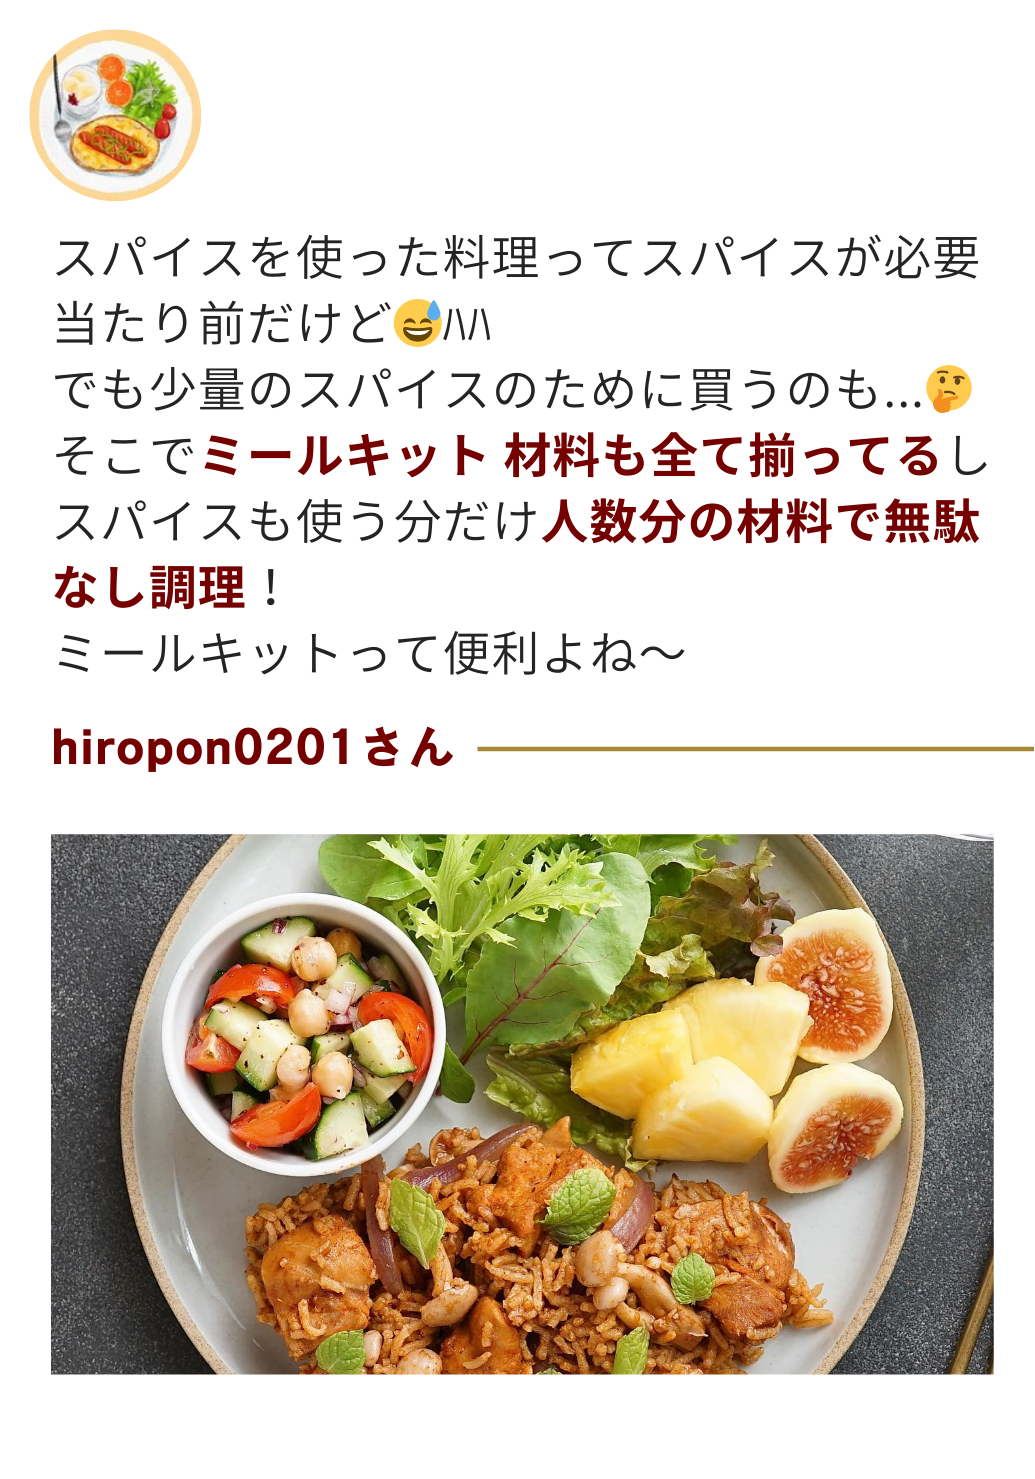 スパイスを使った料理ってスパイスが必要
当たり前だけど😅ﾊﾊ
でも少量のスパイスのために買うのも...🤔
そこでミールキット 材料も全て揃ってるし
スパイスも使う分だけ人数分の材料で無駄
なし調理！
ミールキットって便利よね〜
hiropon0201さん